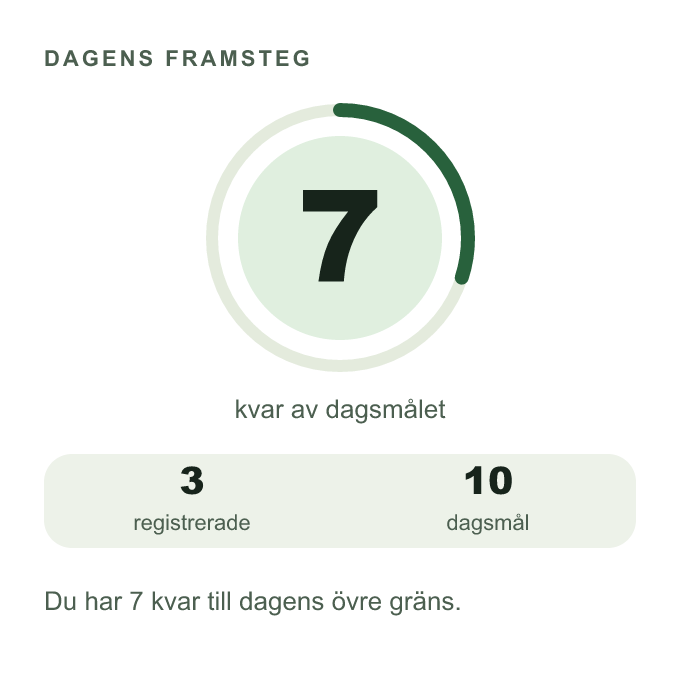 DAGENS FRAMSTEG
7
kvar av dagsmålet
3 10
registrerade dagsmål
Du har 7 kvar till dagens övre gräns.